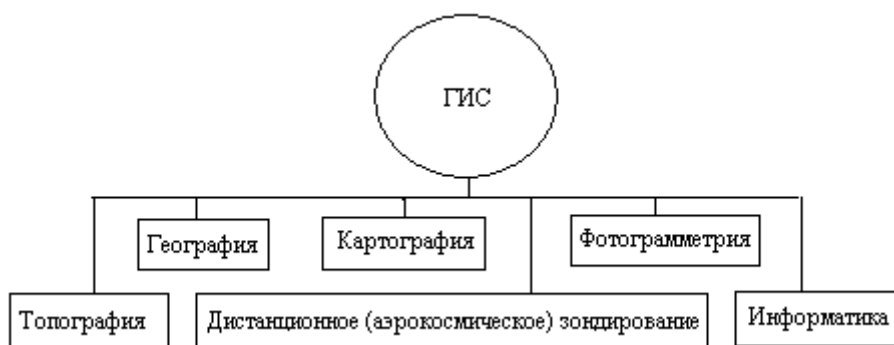 ГИС
География
Картография
Фотограмметрия
Топография
Дистанционное (аэрокосмическое) зондирование
Информатика